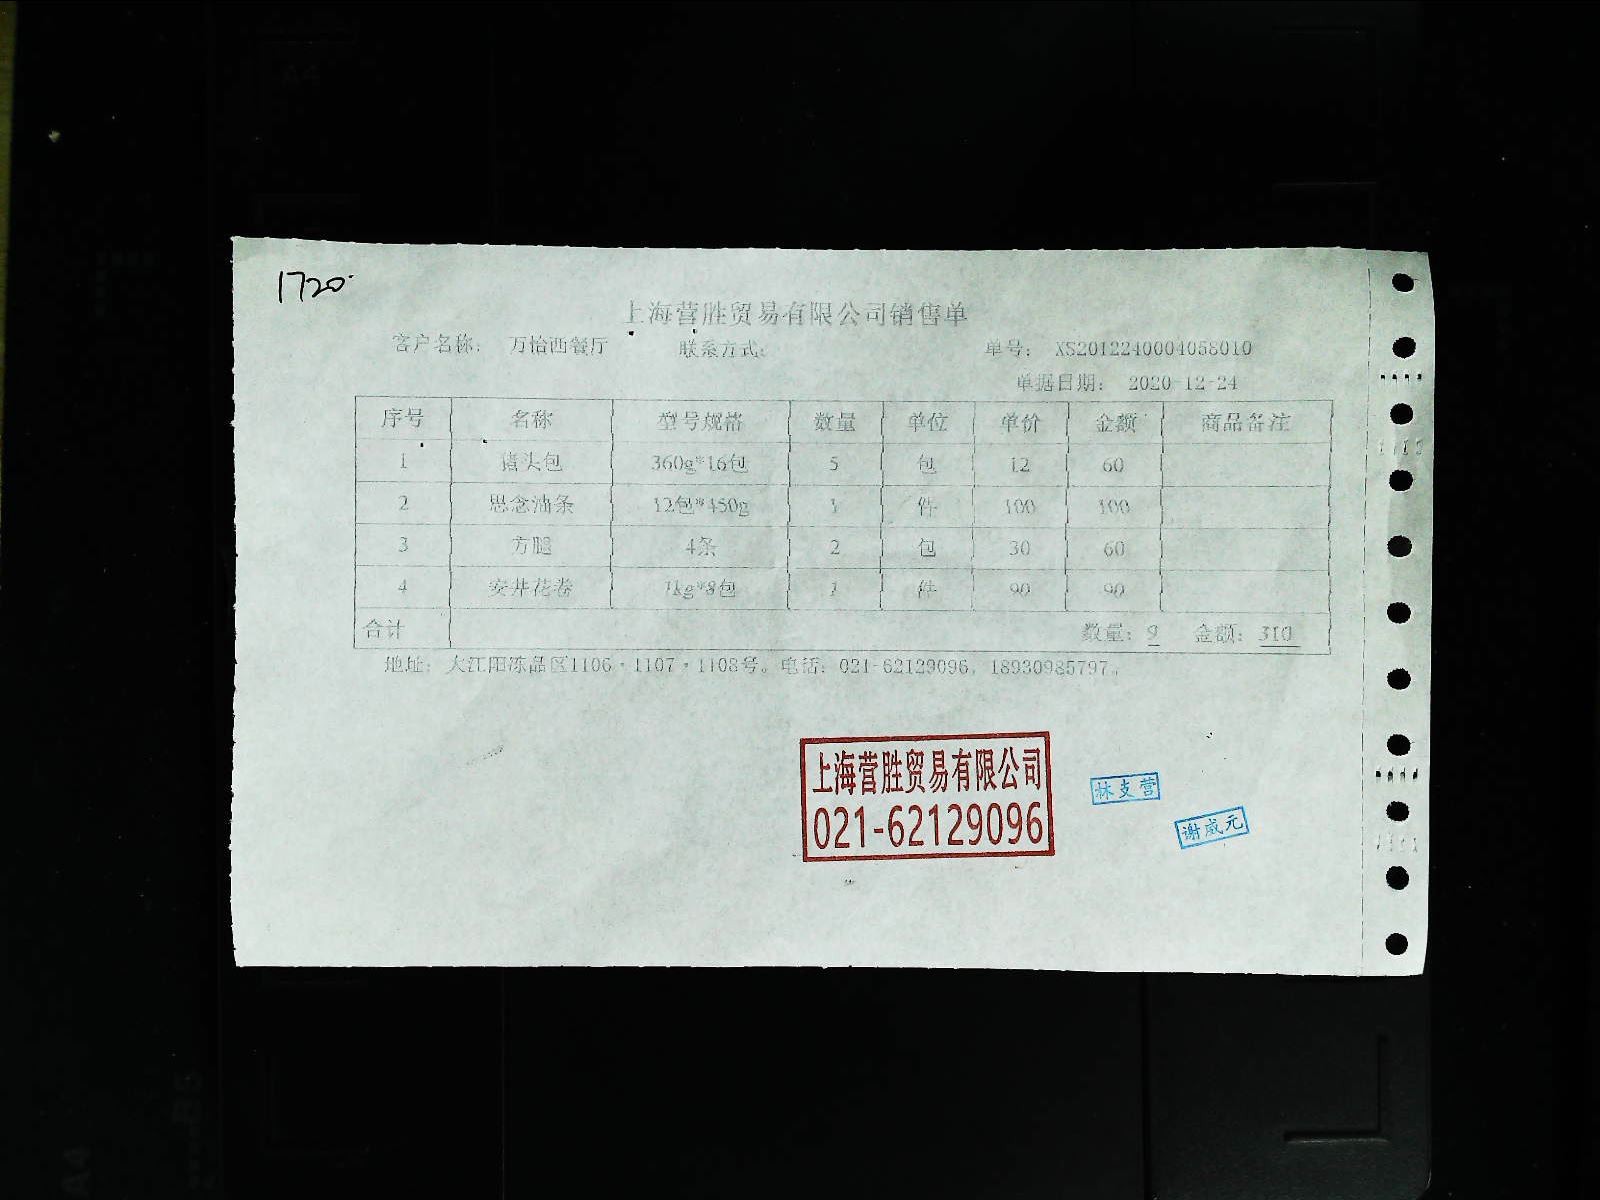 1720
上海营胜贸易有限公司销售单
客户名称: 万怡西餐厅 联系方式: 单号: XS2012240004058010
单据日期: 2020-12-24
序号 名称 型号规格 数量 单位 单价 金额 商品备注
1 猪头包 360g*16包 5 包 12 60
2 思念油条 12包*450g 1 件 100 100
3 方腿 4条 2 包 30 60
4 安井花卷 1kg*8包 1 件 90 90
合计 数量: 9 金额: 310
地址: 大江阳冻品区1106·1107·1108号。电话: 021-62129096, 18930985797。
上海营胜贸易有限公司
021-62129096
林支营
谢威元